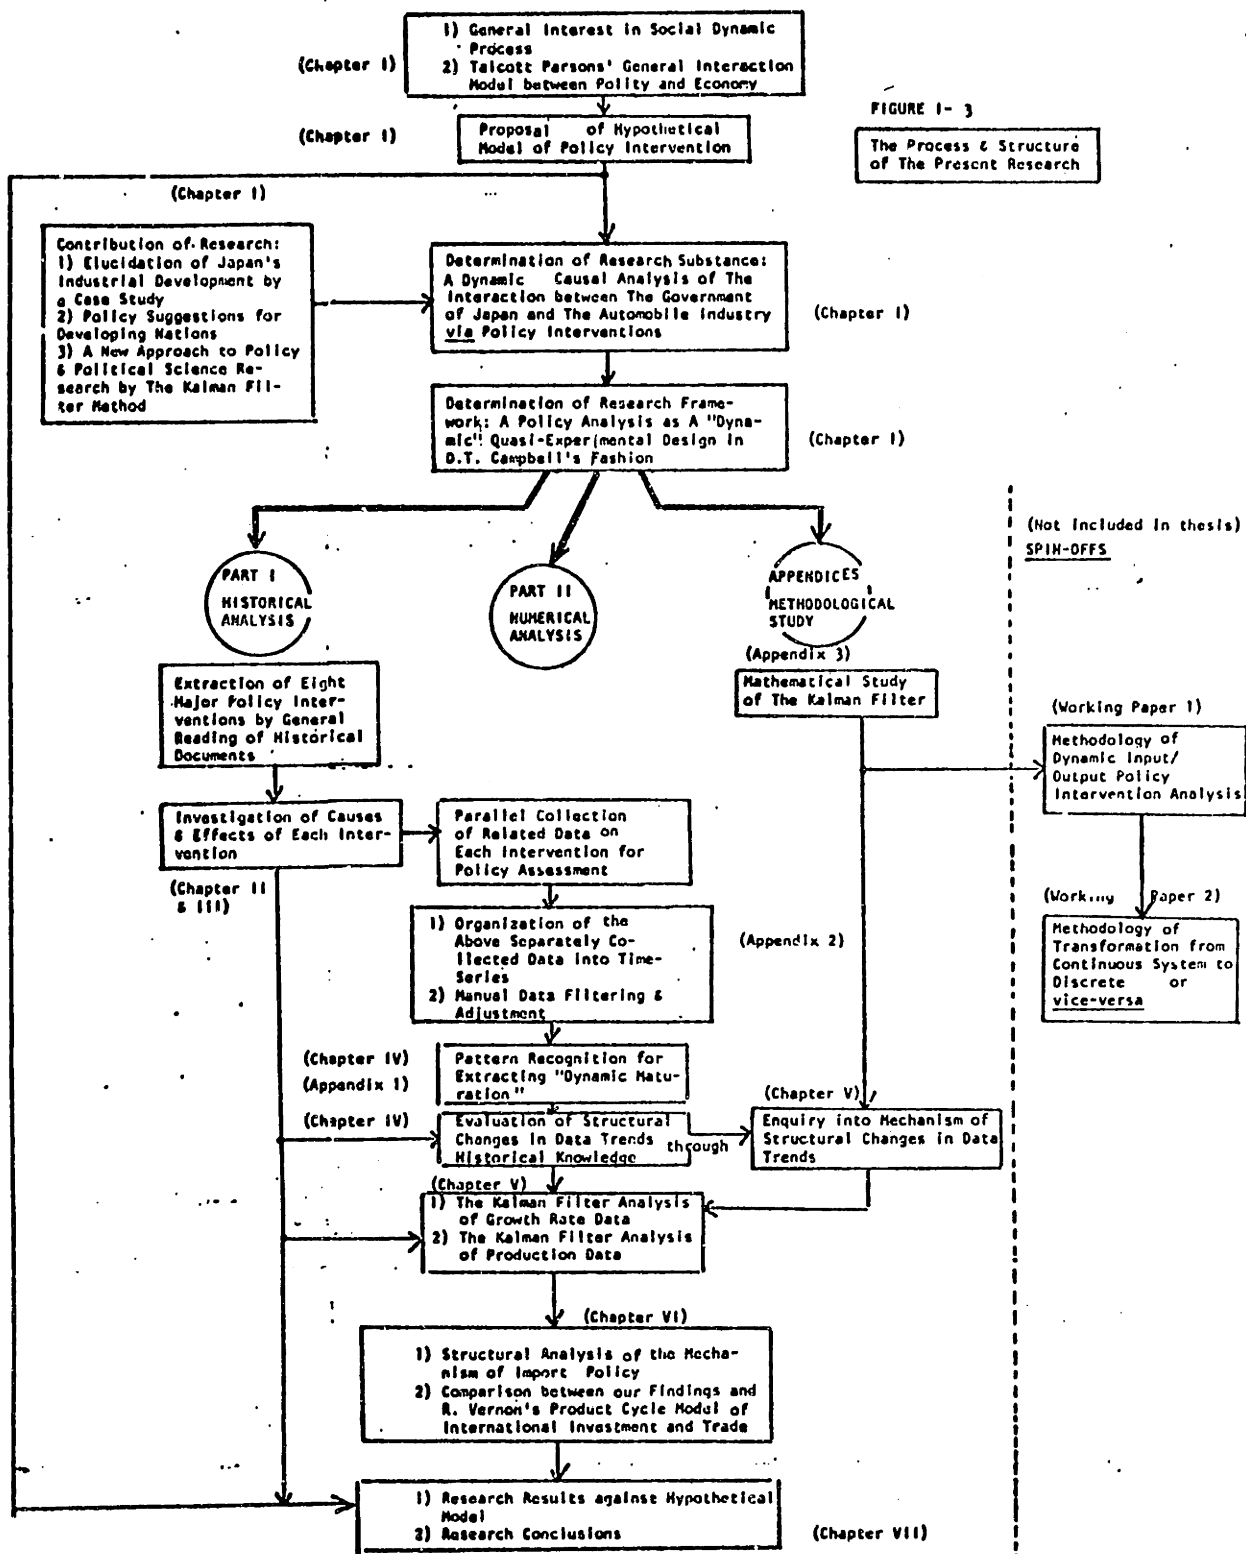 1) General Interest in Social Dynamic
Process
2) Talcott Parsons' General Interaction
Model between Polity and Economy
(Chapter I)
FIGURE I- 3
The Process & Structure
of The Present Research
(Chapter I)
Proposal of Hypothetical
Model of Policy Intervention
(Chapter I)
Contribution of Research:
1) Elucidation of Japan's
Industrial Development by
a Case Study
2) Policy Suggestions for
Developing Nations
3) A New Approach to Policy
& Political Science Re-
search by The Kalman Fil-
ter Method
Determination of Research Substance:
A Dynamic Causal Analysis of The
Interaction between The Government
of Japan and The Automobile Industry
via Policy Interventions
(Chapter I)
Determination of Research Frame-
work: A Policy Analysis as A "Dyna-
mic" Quasi-Experimental Design in
D.T. Campbell's Fashion
(Chapter I)
(Not included in thesis)
SPIN-OFFS
PART I
HISTORICAL
ANALYSIS
PART II
NUMERICAL
ANALYSIS
APPENDICES
METHODOLOGICAL
STUDY
(Appendix 3)
Mathematical Study
of The Kalman Filter
Extraction of Eight
Major Policy Inter-
ventions by General
Reading of Historical
Documents
(Working Paper 1)
Methodology of
Dynamic Input/
Output Policy
Intervention Analysis
Investigation of Causes
& Effects of Each Inter-
vention
(Chapter II
& III)
Parallel Collection
of Related Data on
Each Intervention for
Policy Assessment
(Working Paper 2)
Methodology of
Transformation from
Continuous System to
Discrete or
vice-versa
1) Organization of the
Above Separately Co-
llected Data into Time-
Series
2) Manual Data Filtering &
Adjustment
(Appendix 2)
(Chapter IV)
(Appendix 1)
Pattern Recognition for
Extracting "Dynamic Matu-
ration"
(Chapter IV)
Evaluation of Structural
Changes in Data Trends
Historical Knowledge
through
(Chapter V)
Enquiry into Mechanism of
Structural Changes in Data
Trends
(Chapter V)
1) The Kalman Filter Analysis
of Growth Rate Data
2) The Kalman Filter Analysis
of Production Data
(Chapter VI)
1) Structural Analysis of the Mecha-
nism of Import Policy
2) Comparison between our Findings and
R. Vernon's Product Cycle Model of
International Investment and Trade
1) Research Results against Hypothetical
Model
2) Research Conclusions
(Chapter VII)